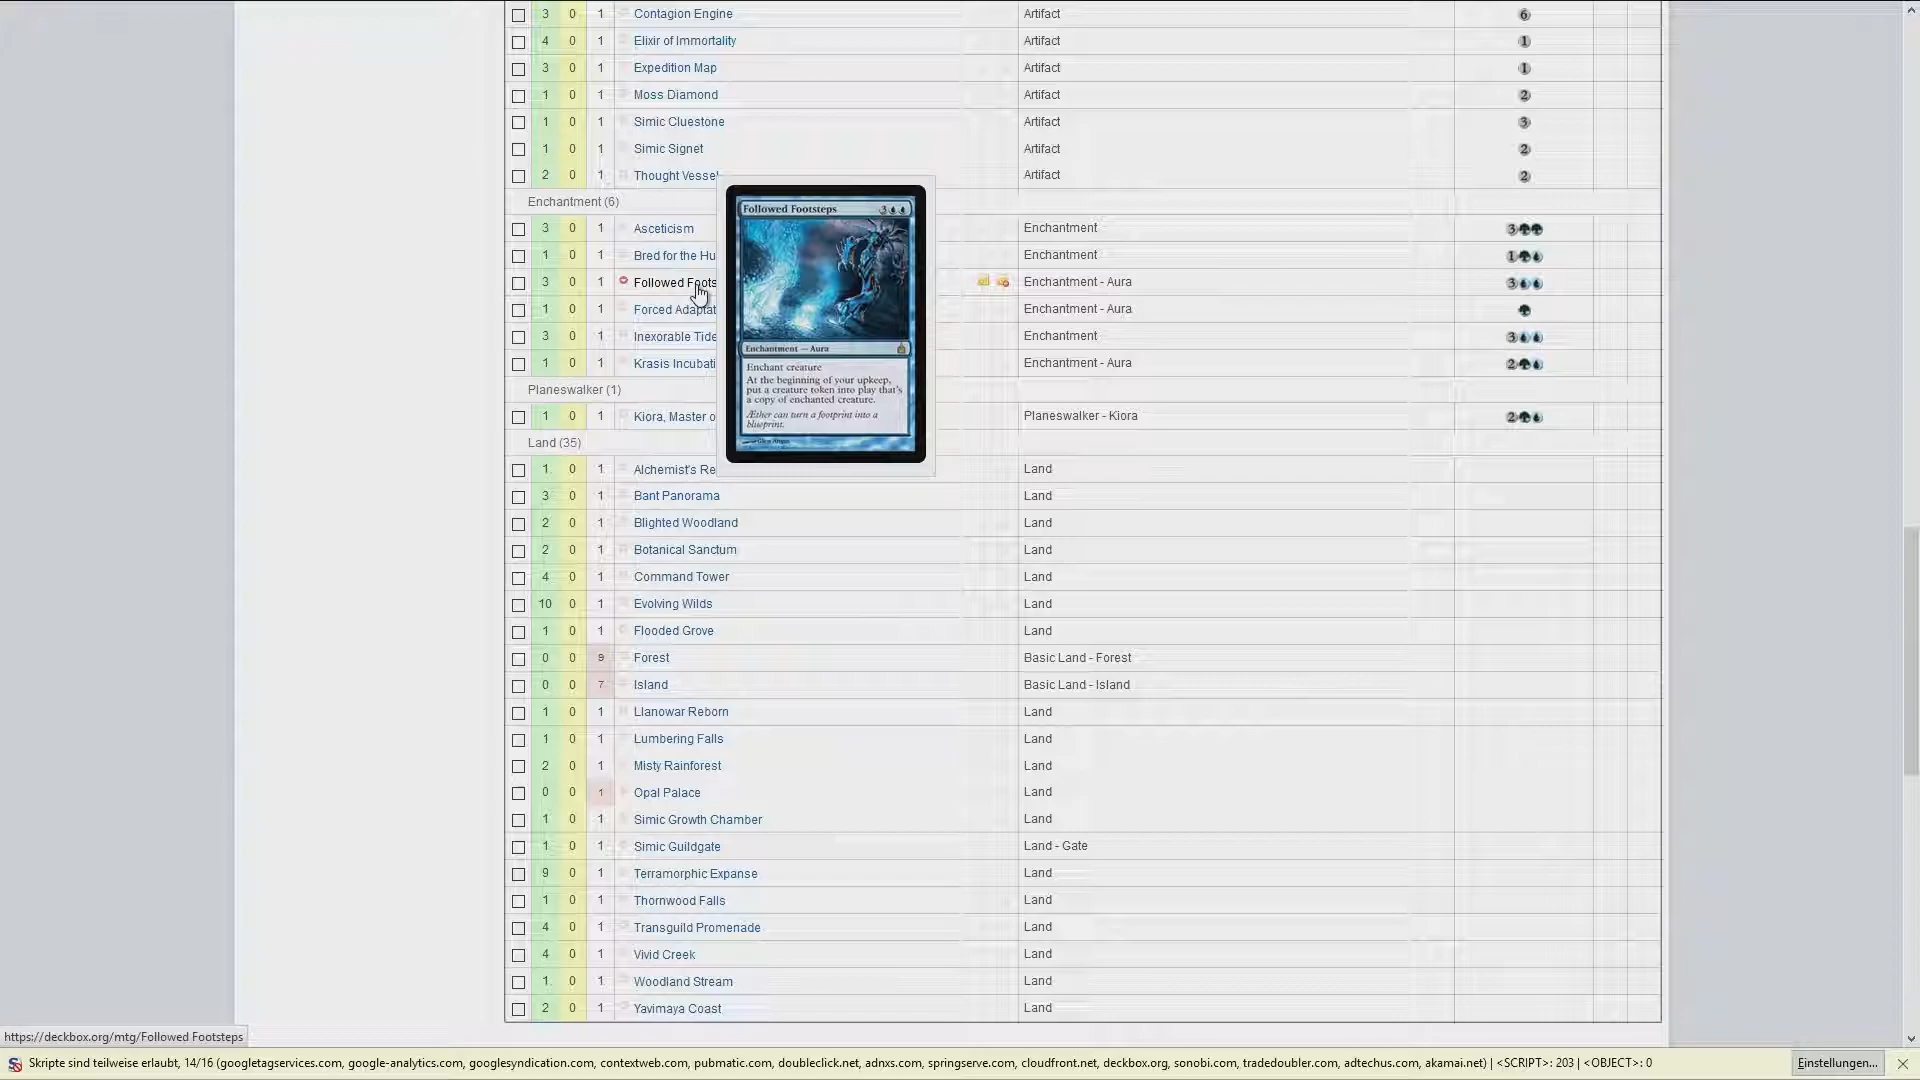 3 0 1 Contagion Engine Artifact 6
4 0 1 Elixir of Immortality Artifact 1
3 0 1 Expedition Map Artifact 1
1 0 1 Moss Diamond Artifact 2
1 0 1 Simic Cluestone Artifact 3
1 0 1 Simic Signet Artifact 2
2 0 1 Thought Vessel Artifact 2
Enchantment (6)
3 0 1 Asceticism Enchantment 3
1 0 1 Bred for the Hu Enchantment 1
3 0 1 Followed Foots Enchantment - Aura 3
1 0 1 Forced Adaptat Enchantment - Aura
3 0 1 Inexorable Tide Enchantment 3
1 0 1 Krasis Incubati Enchantment - Aura 2
Planeswalker (1)
1 0 1 Kiora, Master o Planeswalker - Kiora 2
Land (35)
1 0 1 Alchemist's Re Land
3 0 1 Bant Panorama Land
2 0 1 Blighted Woodland Land
2 0 1 Botanical Sanctum Land
4 0 1 Command Tower Land
10 0 1 Evolving Wilds Land
1 0 1 Flooded Grove Land
0 0 9 Forest Basic Land - Forest
0 0 7 Island Basic Land - Island
1 0 1 Llanowar Reborn Land
1 0 1 Lumbering Falls Land
2 0 1 Misty Rainforest Land
0 0 1 Opal Palace Land
1 0 1 Simic Growth Chamber Land
1 0 1 Simic Guildgate Land - Gate
9 0 1 Terramorphic Expanse Land
1 0 1 Thornwood Falls Land
4 0 1 Transguild Promenade Land
4 0 1 Vivid Creek Land
1 0 1 Woodland Stream Land
2 0 1 Yavimaya Coast Land
Followed Footsteps 3
Enchantment — Aura
Enchant creature
At the beginning of your upkeep,
put a creature token into play that's
a copy of enchanted creature.
Æther can turn a footprint into a
blueprint.
https://deckbox.org/mtg/Followed Footsteps
Skripte sind teilweise erlaubt, 14/16 (googletagservices.com, google-analytics.com, googlesyndication.com, contextweb.com, pubmatic.com, doubleclick.net, adnxs.com, springserve.com, cloudfront.net, deckbox.org, sonobi.com, tradedoubler.com, adtechus.com, akamai.net) | <SCRIPT>: 203 | <OBJECT>: 0
Einstellungen...